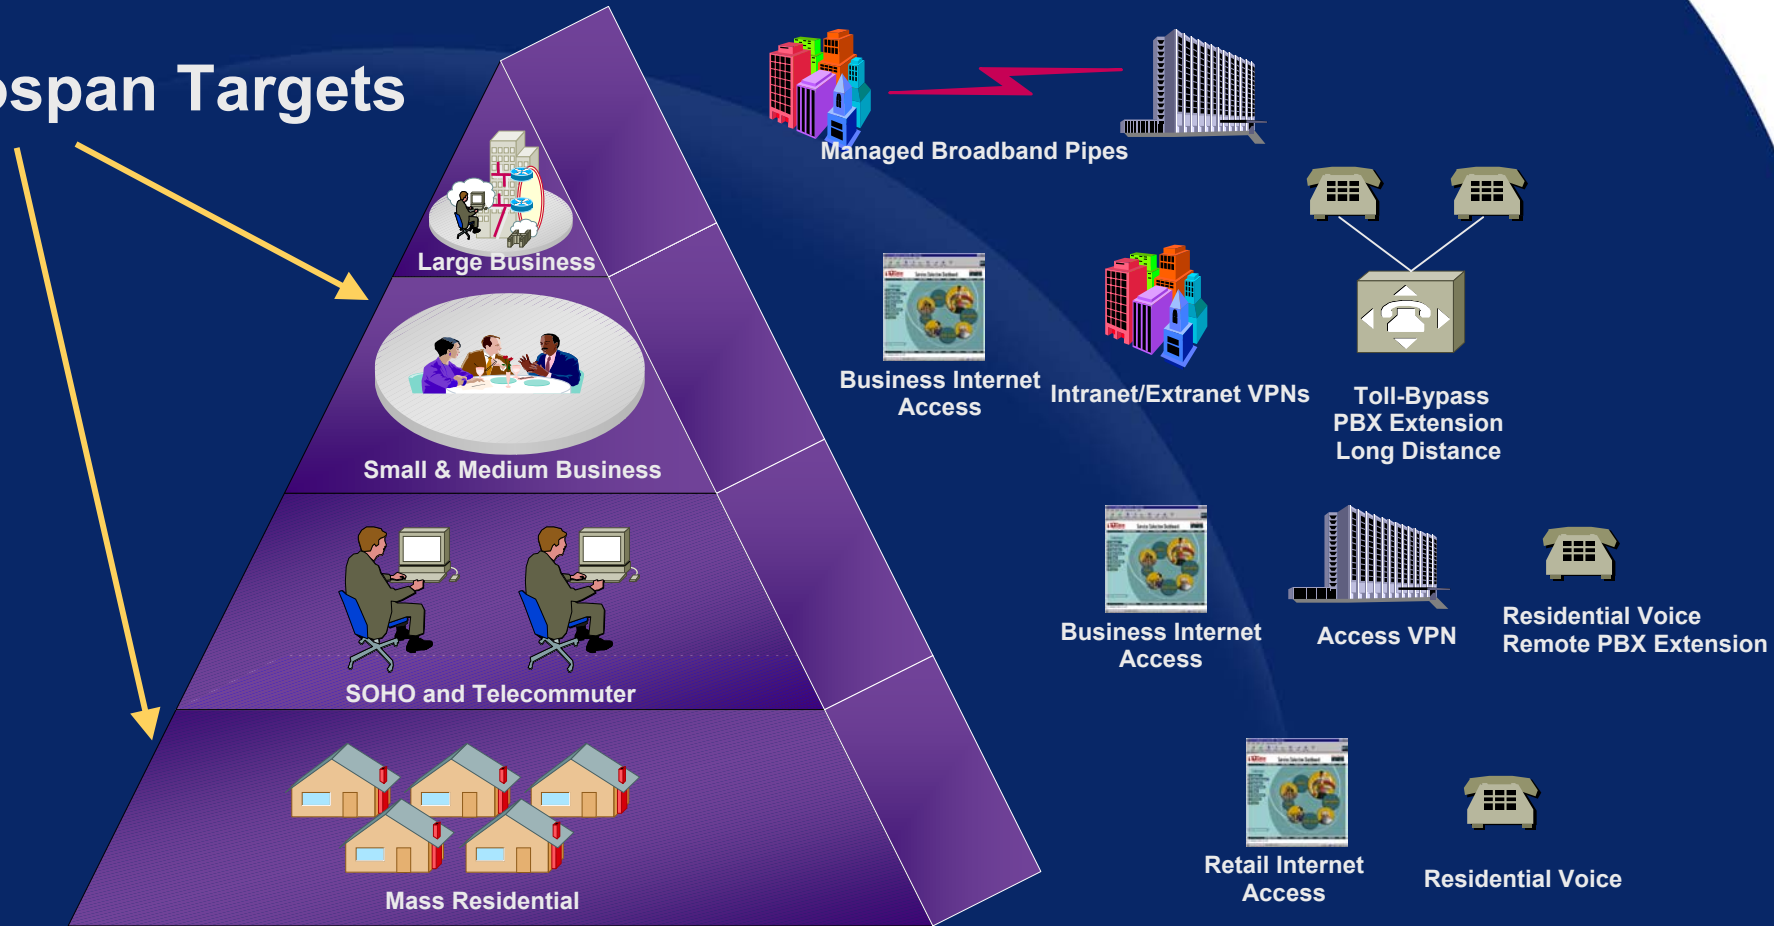 ospan Targets
Managed Broadband Pipes
Large Business
Business Internet
Access
Intranet/Extranet VPNs
Toll-Bypass
PBX Extension
Long Distance
Small & Medium Business
Business Internet
Access
Access VPN
Residential Voice
Remote PBX Extension
SOHO and Telecommuter
Retail Internet
Access
Residential Voice
Mass Residential